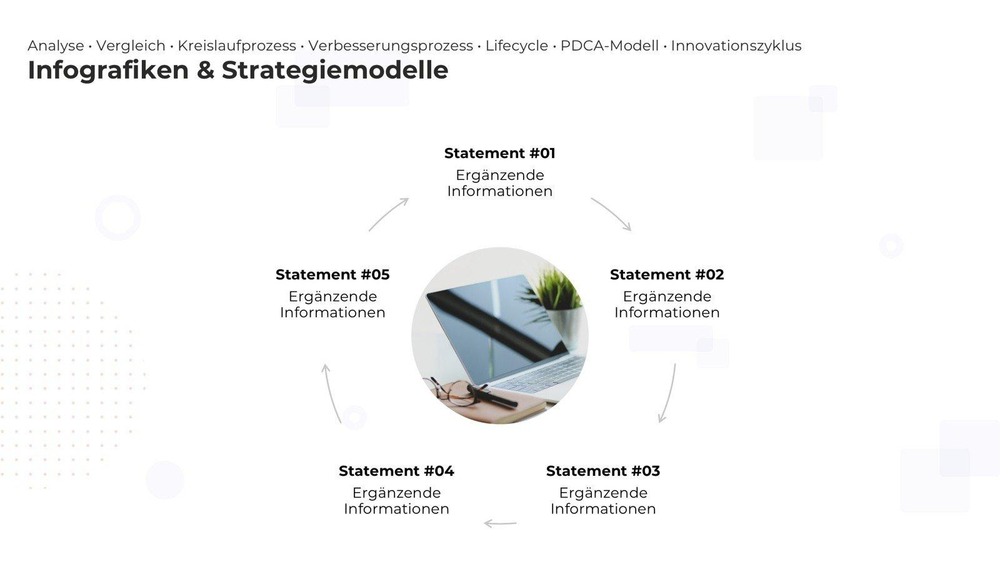 Analyse • Vergleich • Kreislaufprozess • Verbesserungsprozess • Lifecycle • PDCA-Modell • Innovationszyklus
Infografiken & Strategiemodelle
Statement #01
Ergänzende
Informationen
Statement #02
Ergänzende
Informationen
Statement #03
Ergänzende
Informationen
Statement #04
Ergänzende
Informationen
Statement #05
Ergänzende
Informationen